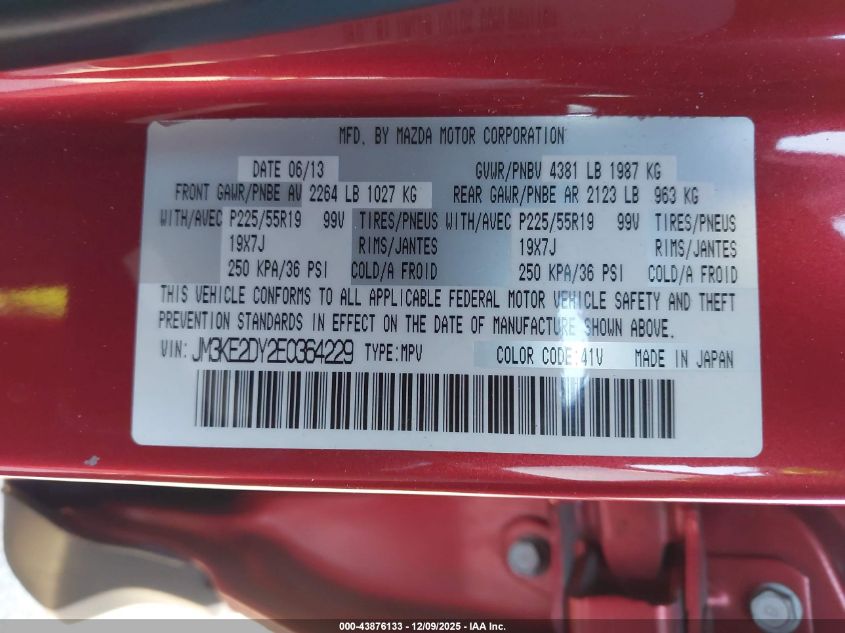 MFD. BY MAZDA MOTOR CORPORATION
DATE 06/13 GVWR/PNBV 4381 LB 1987 KG
FRONT GAWR/PNBE AV 2264 LB 1027 KG REAR GAWR/PNBE AR 2123 LB 963 KG
WITH/AVEC P225/55R19 99V TIRES/PNEUS WITH/AVEC P225/55R19 99V TIRES/PNEUS
19X7J RIMS/JANTES 19X7J RIMS/JANTES
250 KPA/36 PSI COLD/A FROID 250 KPA/36 PSI COLD/A FROID
THIS VEHICLE CONFORMS TO ALL APPLICABLE FEDERAL MOTOR VEHICLE SAFETY AND THEFT
PREVENTION STANDARDS IN EFFECT ON THE DATE OF MANUFACTURE SHOWN ABOVE.
VIN: JM3KE2DY2E0364229 TYPE:MPV COLOR CODE:41V MADE IN JAPAN
000-43876133 - 12/09/2025 - IAA Inc.